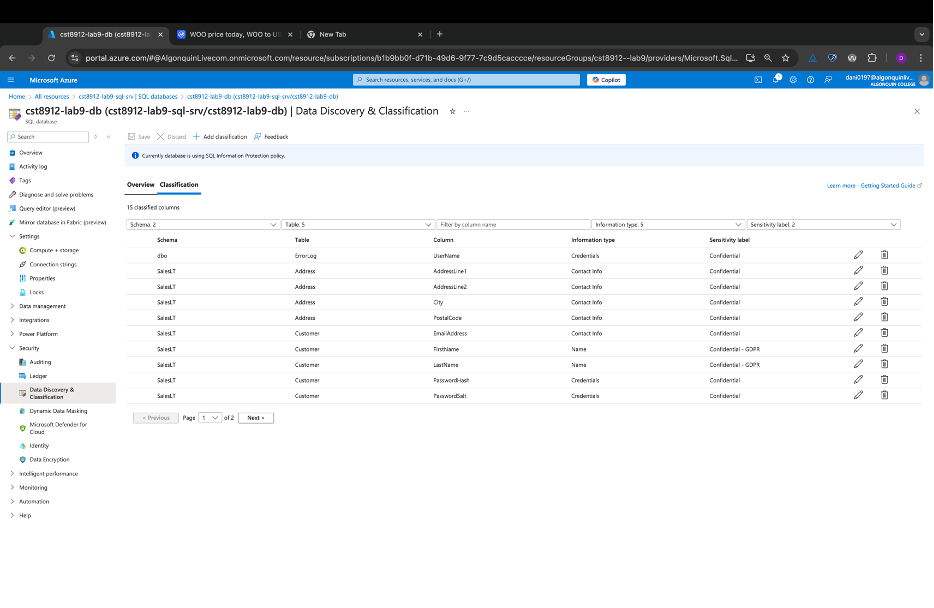 cst8912-lab9-db (cst8912-la
WOO price today, WOO to US
New Tab
portal.azure.com/#@AlgonquinLivecom.onmicrosoft.com/resource/subscriptions/b1b9bb0f-d71b-49d6-9f77-7c9d5cacccce/resourceGroups/cst8912--lab9/providers/Microsoft.Sql...
D
Microsoft Azure
Search resources, services, and docs (G+/)
Copilot
dani0197@algonquinliv...
ALGONQUIN COLLEGE
Home > All resources > cst8912-lab9-sql-srv | SQL databases > cst8912-lab9-db (cst8912-lab9-sql-srv/cst8912-lab9-db)
cst8912-lab9-db (cst8912-lab9-sql-srv/cst8912-lab9-db) | Data Discovery & Classification
SQL database
Search
Save Discard Add classification Feedback
Currently database is using SQL Information Protection policy.
Overview
Activity log
Tags
Diagnose and solve problems
Query editor (preview)
Mirror database in Fabric (preview)
Settings
Compute + storage
Connection strings
Properties
Locks
Data management
Integrations
Power Platform
Security
Auditing
Ledger
Data Discovery &
Classification
Dynamic Data Masking
Microsoft Defender for
Cloud
Identity
Data Encryption
Intelligent performance
Monitoring
Automation
Help
Overview Classification
Learn more - Getting Started Guide
15 classified columns
Schema: 2 Table: 5 Filter by column name Information type: 5 Sensitivity label: 2
Schema Table Column Information type Sensitivity label
dbo ErrorLog UserName Credentials Confidential
SalesLT Address AddressLine1 Contact Info Confidential
SalesLT Address AddressLine2 Contact Info Confidential
SalesLT Address City Contact Info Confidential
SalesLT Address PostalCode Contact Info Confidential
SalesLT Customer EmailAddress Contact Info Confidential
SalesLT Customer FirstName Name Confidential - GDPR
SalesLT Customer LastName Name Confidential - GDPR
SalesLT Customer PasswordHash Credentials Confidential
SalesLT Customer PasswordSalt Credentials Confidential
< Previous Page 1 of 2 Next >